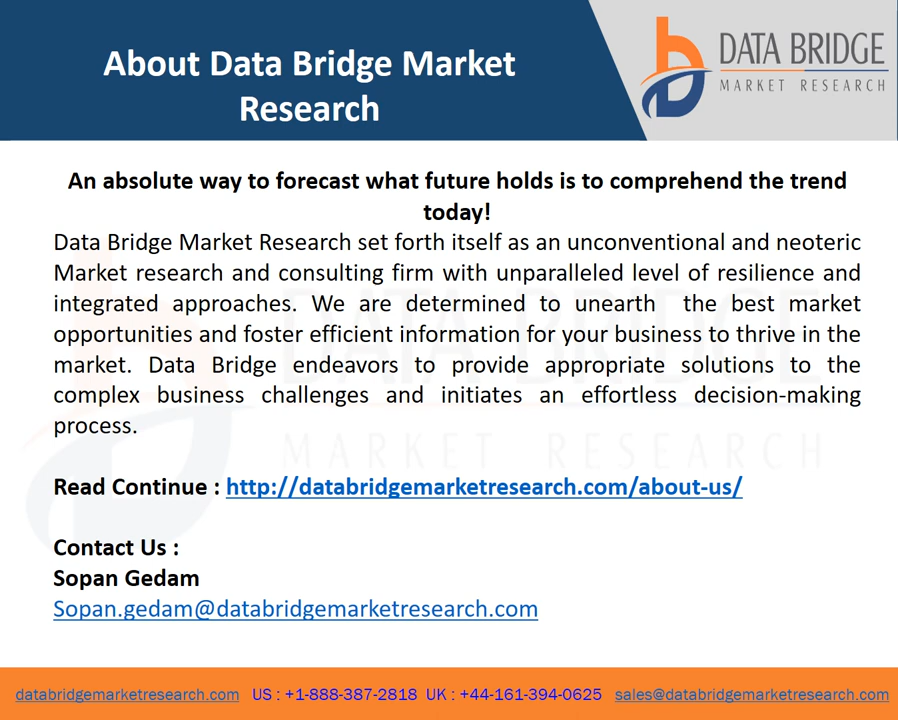 About Data Bridge Market
Research
DATA BRIDGE
MARKET RESEARCH
An absolute way to forecast what future holds is to comprehend the trend
today!
Data Bridge Market Research set forth itself as an unconventional and neoteric
Market research and consulting firm with unparalleled level of resilience and
integrated approaches. We are determined to unearth the best market
opportunities and foster efficient information for your business to thrive in the
market. Data Bridge endeavors to provide appropriate solutions to the
complex business challenges and initiates an effortless decision-making
process.
DATA BRIDGE
MARKET RESEARCH
Read Continue : http://databridgemarketresearch.com/about-us/
Contact Us :
Sopan Gedam
Sopan.gedam@databridgemarketresearch.com
databridgemarketresearch.com US : +1-888-387-2818 UK : +44-161-394-0625 sales@databridgemarketresearch.com